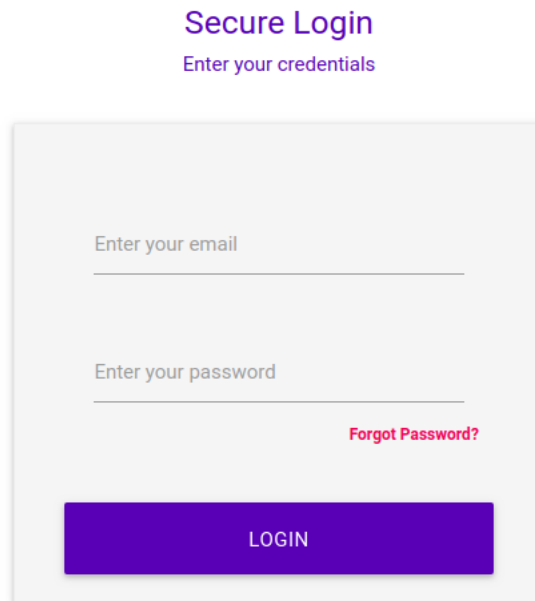 Secure Login
Enter your credentials
Enter your email
Enter your password
Forgot Password?
LOGIN